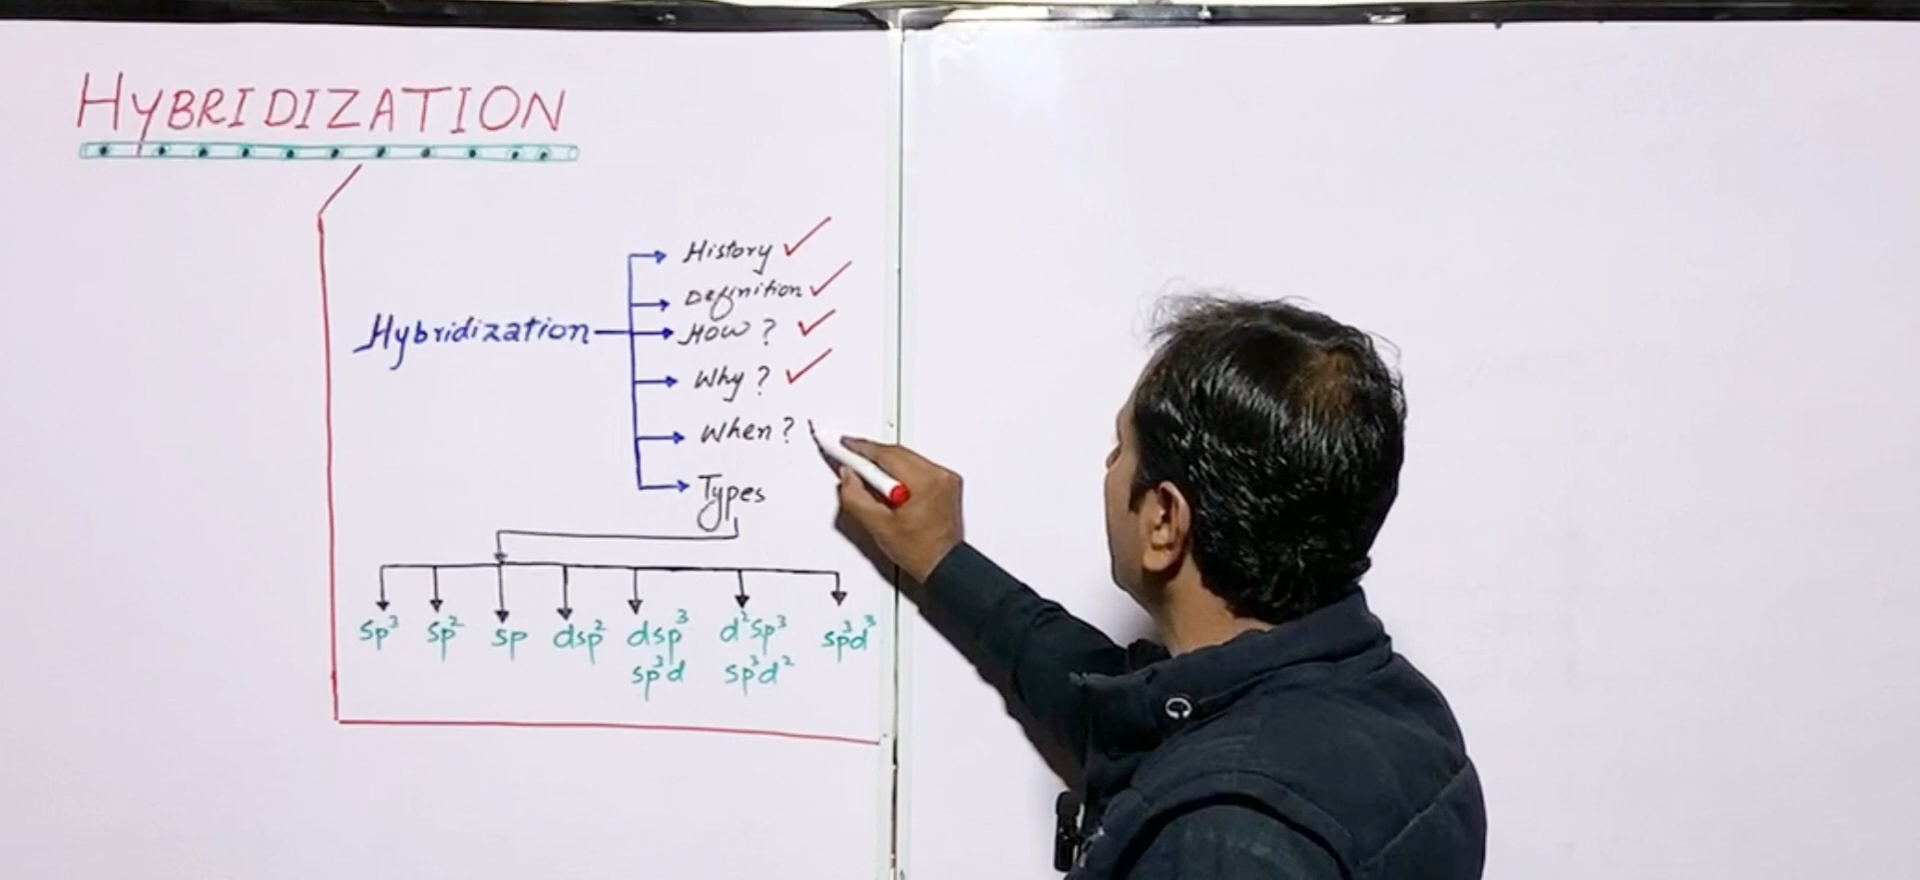 HYBRIDIZATION
History
Definition
Hybridization
How ?
Why ?
When ?
Types
sp³ sp² sp dsp² dsp³ d²sp³ sp³d³
sp³d sp³d²